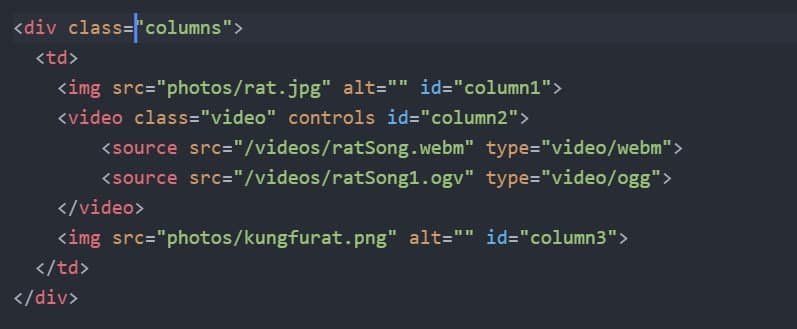 <div class="columns">
<td>
<img src="photos/rat.jpg" alt="" id="column1">
<video class="video" controls id="column2">
<source src="/videos/ratSong.webm" type="video/webm">
<source src="/videos/ratSong1.ogv" type="video/ogg">
</video>
<img src="photos/kungfurat.png" alt="" id="column3">
</td>
</div>